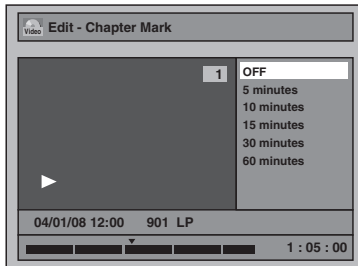 Video Edit - Chapter Mark
1
OFF
5 minutes
10 minutes
15 minutes
30 minutes
60 minutes
04/01/08 12:00 901 LP
1 : 05 : 00